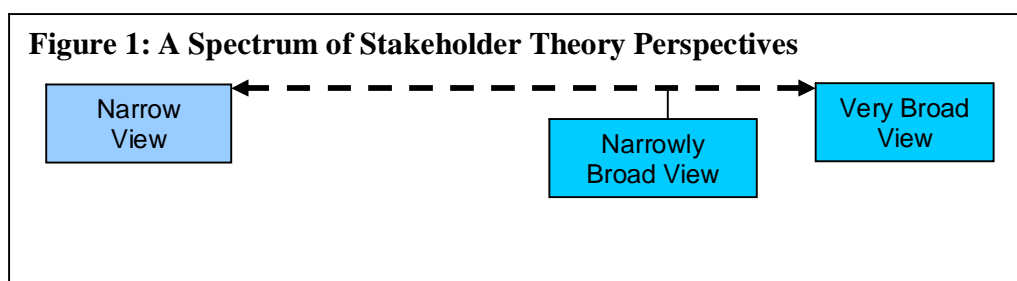 Figure 1: A Spectrum of Stakeholder Theory Perspectives
Narrow
View
Narrowly
Broad View
Very Broad
View